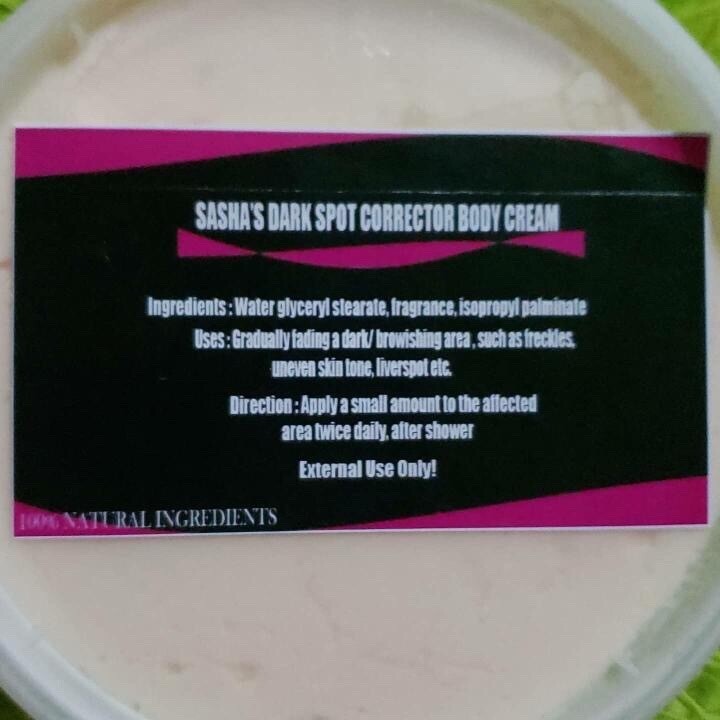 SASHA'S DARK SPOT CORRECTOR BODY CREAM
Ingredients : Water glyceryl stearate, fragrance, isopropyl palminate
Uses : Gradually fading a dark/ browishing area , such as freckles,
uneven skin tone, liverspot etc.
Direction : Apply a small amount to the affected
area twice daily, after shower
External Use Only!
100% NATURAL INGREDIENTS